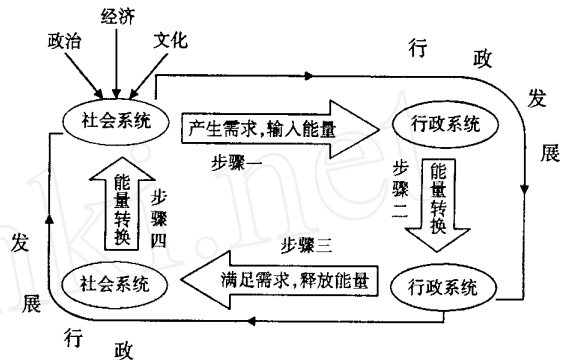 经济
政治
文化
行政发展
社会系统
产生需求,输入能量
行政系统
步骤一
能量转换
步骤四
步骤二
能量转换
步骤三
社会系统
满足需求,释放能量
行政系统
行政发展
nki.net